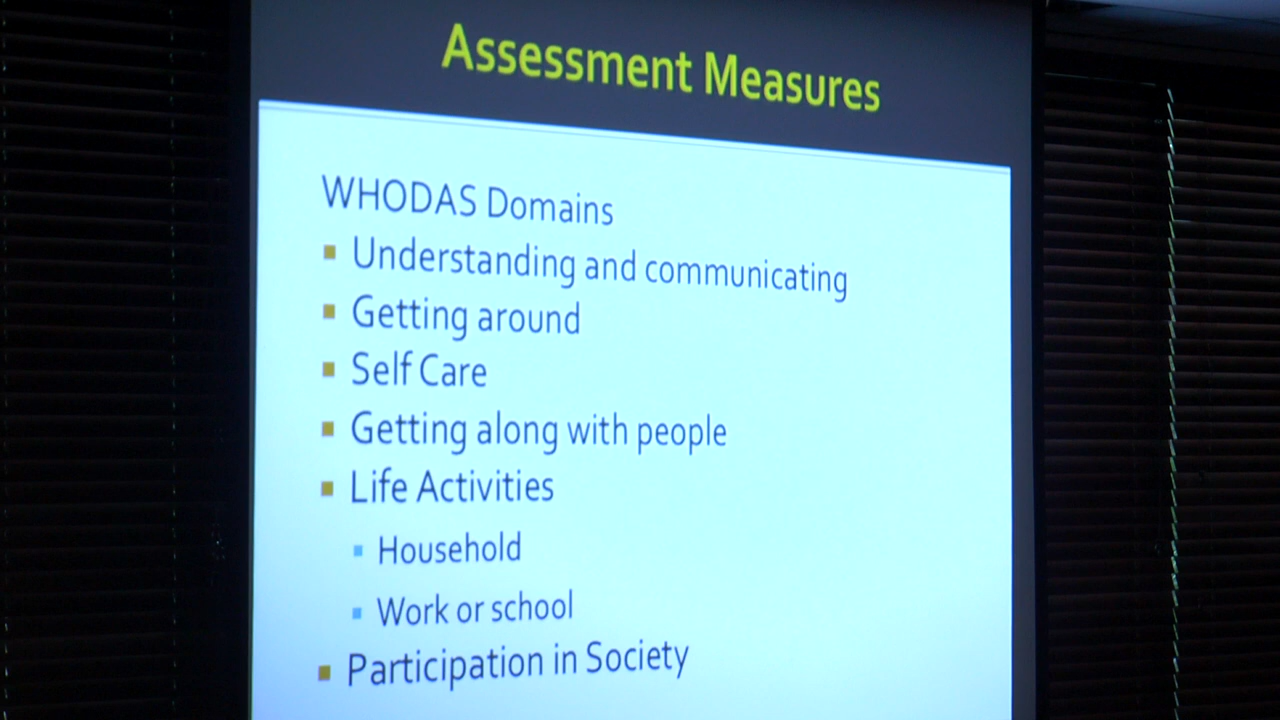 Assessment Measures
WHODAS Domains
Understanding and communicating
Getting around
Self Care
Getting along with people
Life Activities
Household
Work or school
Participation in Society